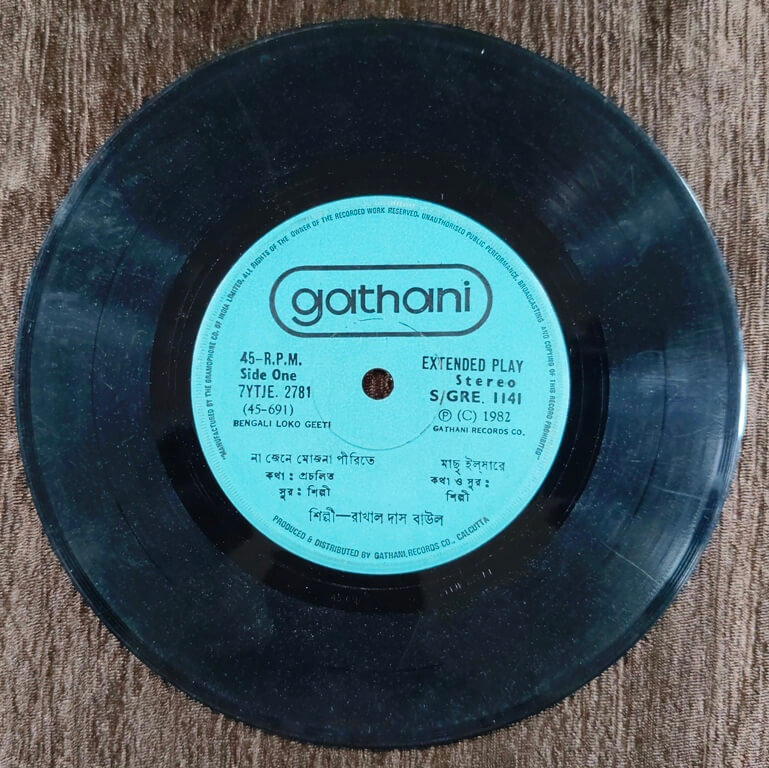 "MANUFACTURED BY THE GRAMOPHONE CO. OF INDIA LIMITED. ALL RIGHTS OF THE OWNER OF THE RECORDED WORK RESERVED. UNAUTHORISED PUBLIC PERFORMANCE, BROADCASTING AND COPYING OF THIS RECORD PROHIBITED"
gathani
45-R.P.M.
Side One
7YTJE. 2781
(45-691)
BENGALI LOKO GEETI
EXTENDED PLAY
Stereo
S/GRE. 1141
Ⓟ (C) 1982
GATHANI RECORDS CO.
না জেনে মোজনা পীরিতে
কথা : প্রচলিত
সুর : শিল্পী
মাছ ইল্সারে
কথা ও সুর :
শিল্পী
শিল্পী—রাখাল দাস বাউল
PRODUCED & DISTRIBUTED BY GATHANI RECORDS CO., CALCUTTA